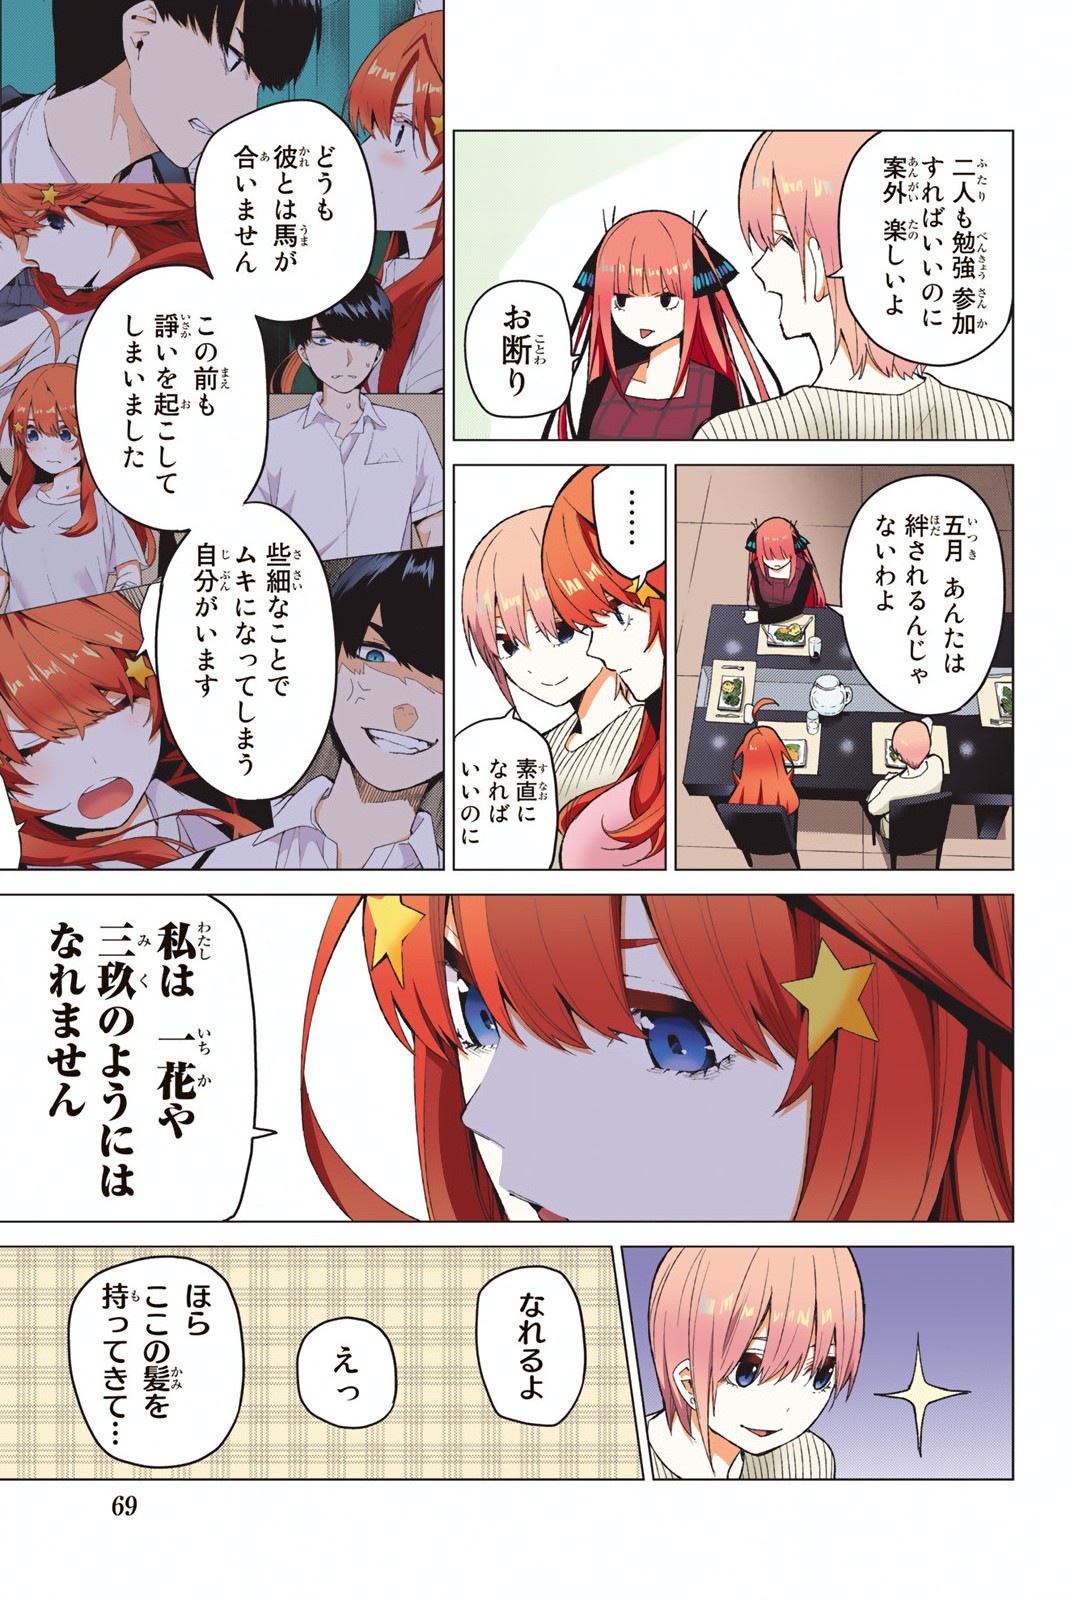 二人も勉強 参加
すればいいのに
案外 楽しいよ
お断り
五月 あんたは
絆されるんじゃ
ないわよ
……
素直に
なれば
いいのに
どうも
彼とは馬が
合いません
この前も
諍いを起こして
しまいました
些細なことで
ムキになってしまう
自分がいます
私は 一花や
三玖のようには
なれません
なれるよ
えっ
ほら
ここの髪を
持ってきて…
69